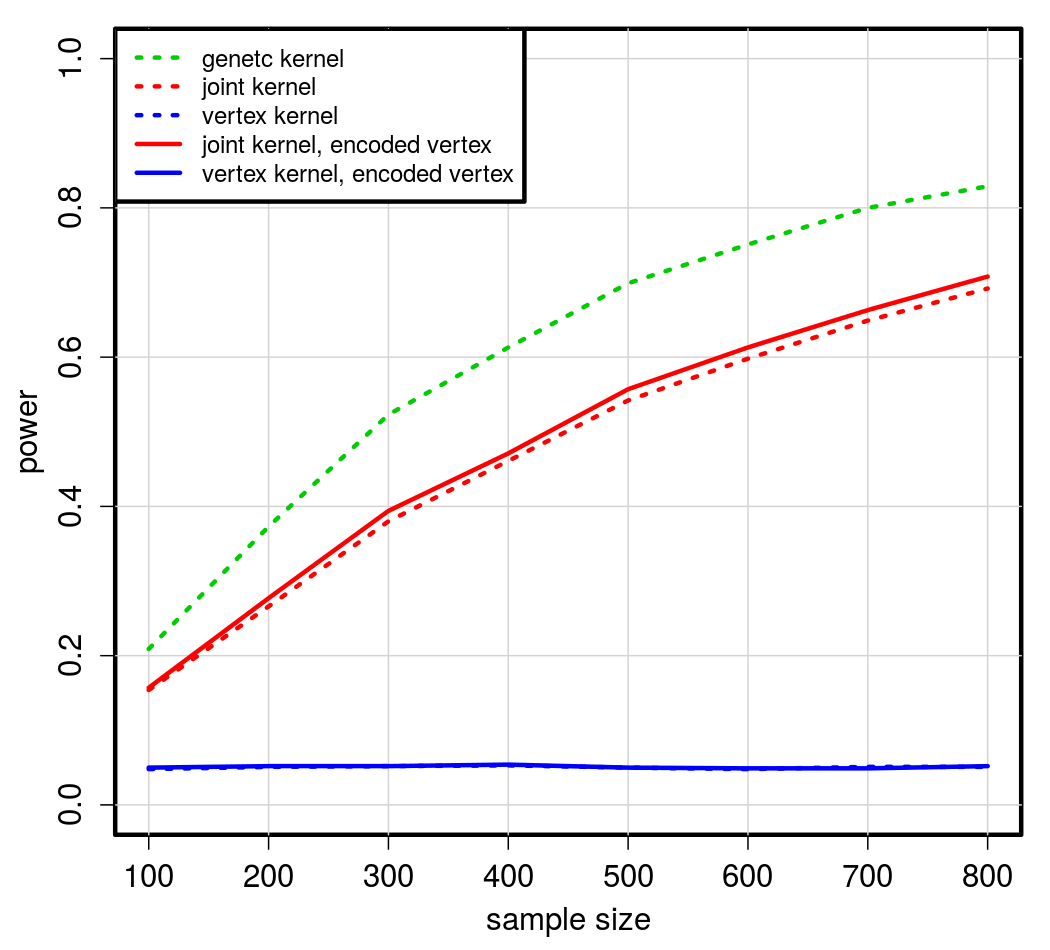 genetc kernel
joint kernel
vertex kernel
joint kernel, encoded vertex
vertex kernel, encoded vertex
1.0
0.8
0.6
0.4
0.2
0.0
power
100 200 300 400 500 600 700 800
sample size